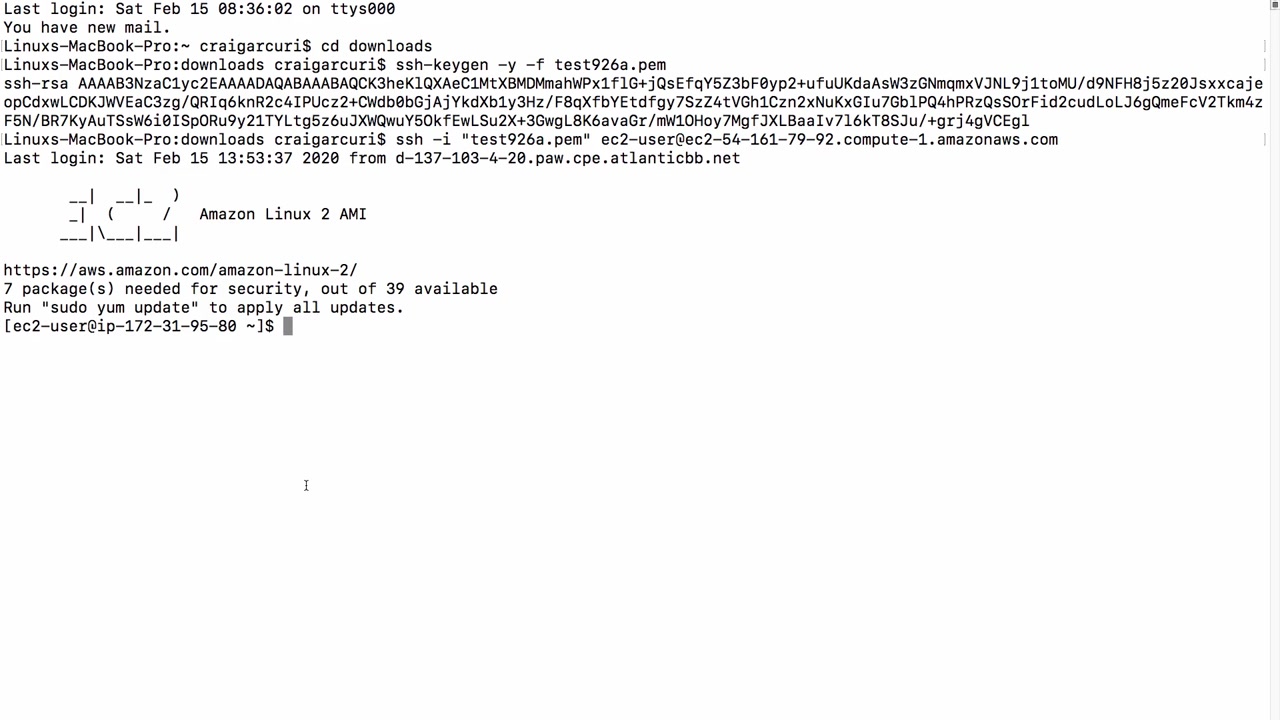 Last login: Sat Feb 15 08:36:02 on ttys000
You have new mail.
Linuxs-MacBook-Pro:~ craigarcuri$ cd downloads
Linuxs-MacBook-Pro:downloads craigarcuri$ ssh-keygen -y -f test926a.pem
ssh-rsa AAAAB3NzaC1yc2EAAAADAQABAAABAQCK3heKlQXAeC1MtXBMDMmahWPx1flG+jQsEfqY5Z3bF0yp2+ufuUKdaAsW3zGNmqmxVJNL9j1toMU/d9NFH8j5z20Jsxxcaje
opCdxwLCDKJWVEaC3zg/QRIq6knR2c4IPUcz2+CWdb0bGjAjYkdXb1y3Hz/F8qXfbYEtdfgy7SzZ4tVGh1Czn2xNuKxGIu7GblPQ4hPRzQsSOrFid2cudLoLJ6gQmeFcV2Tkm4z
F5N/BR7KyAuTSsW6i0ISpORu9y21TYLtg5z6uJXWQwuY5OkfEwLSu2X+3GwgL8K6avaGr/mW1OHoy7MgfJXLBaaIv7l6kT8SJu/+grj4gVCEgl
Linuxs-MacBook-Pro:downloads craigarcuri$ ssh -i "test926a.pem" ec2-user@ec2-54-161-79-92.compute-1.amazonaws.com
Last login: Sat Feb 15 13:53:37 2020 from d-137-103-4-20.paw.cpe.atlanticbb.net
       __|  __|_  )
       _|  (     /   Amazon Linux 2 AMI
      ___|\___|___|
https://aws.amazon.com/amazon-linux-2/
7 package(s) needed for security, out of 39 available
Run "sudo yum update" to apply all updates.
[ec2-user@ip-172-31-95-80 ~]$